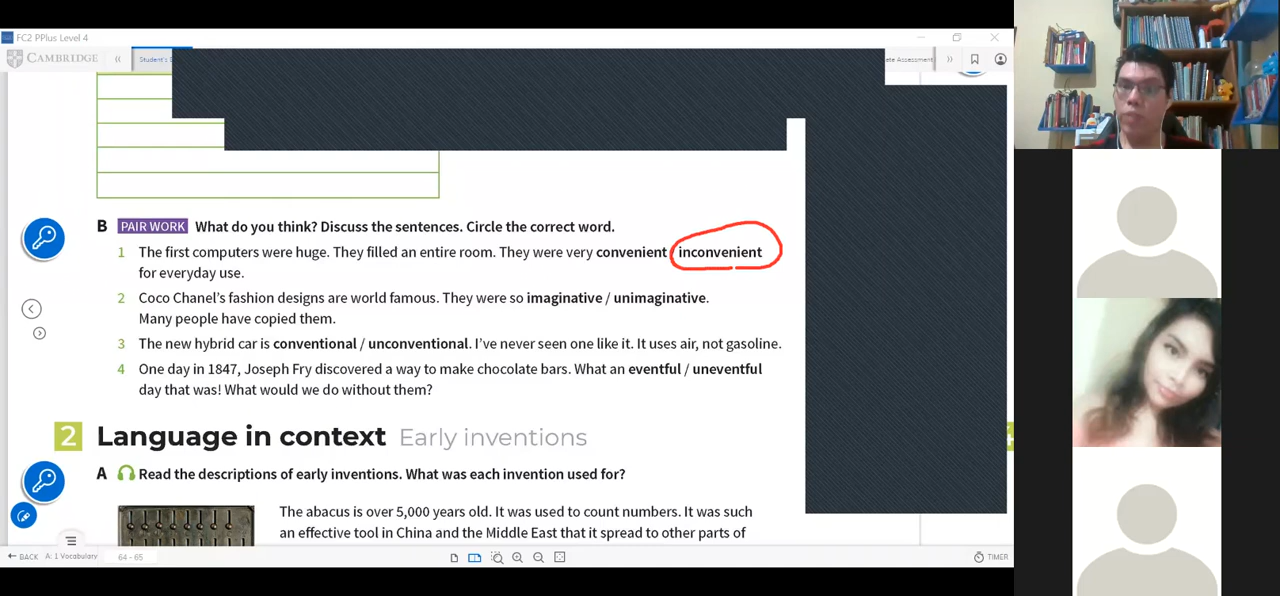 FC2 PPlus Level 4
CAMBRIDGE
Student's
ate Assessment
B PAIR WORK What do you think? Discuss the sentences. Circle the correct word.
1 The first computers were huge. They filled an entire room. They were very convenient / inconvenient
for everyday use.
2 Coco Chanel's fashion designs are world famous. They were so imaginative / unimaginative.
Many people have copied them.
3 The new hybrid car is conventional / unconventional. I've never seen one like it. It uses air, not gasoline.
4 One day in 1847, Joseph Fry discovered a way to make chocolate bars. What an eventful / uneventful
day that was! What would we do without them?
2 Language in context Early inventions
A Read the descriptions of early inventions. What was each invention used for?
The abacus is over 5,000 years old. It was used to count numbers. It was such
an effective tool in China and the Middle East that it spread to other parts of
BACK A: 1 Vocabulary 64 - 65 TIMER